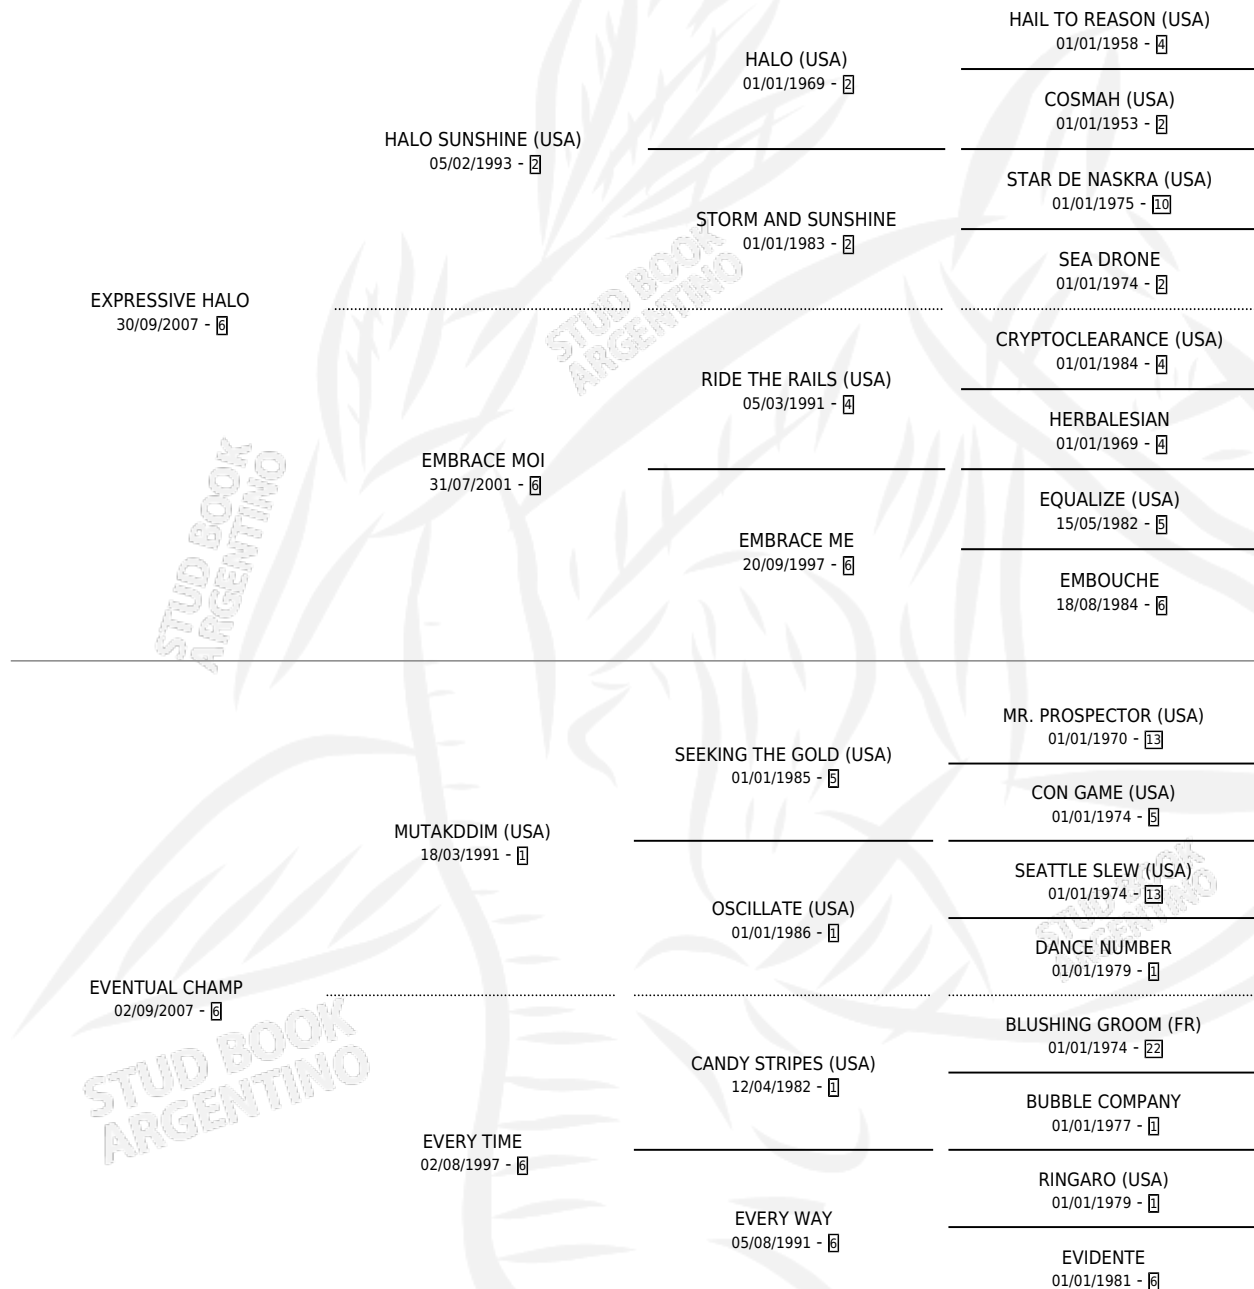 HAIL TO REASON (USA)
01/01/1958 - 4
HALO (USA)
01/01/1969 - 2
COSMAH (USA)
01/01/1953 - 2
HALO SUNSHINE (USA)
05/02/1993 - 2
STAR DE NASKRA (USA)
01/01/1975 - 10
STORM AND SUNSHINE
01/01/1983 - 2
SEA DRONE
01/01/1974 - 2
EXPRESSIVE HALO
30/09/2007 - 6
STUD BOOK
ARGENTINO
CRYPTOCLEARANCE (USA)
01/01/1984 - 4
RIDE THE RAILS (USA)
05/03/1991 - 4
HERBALESIAN
01/01/1969 - 4
EMBRACE MOI
31/07/2001 - 6
EQUALIZE (USA)
15/05/1982 - 5
EMBRACE ME
20/09/1997 - 6
EMBOUCHE
18/08/1984 - 6
STUD BOOK
ARGENTINO
MR. PROSPECTOR (USA)
01/01/1970 - 13
SEEKING THE GOLD (USA)
01/01/1985 - 5
CON GAME (USA)
01/01/1974 - 5
MUTAKDDIM (USA)
18/03/1991 - 1
SEATTLE SLEW (USA)
01/01/1974 - 13
STUD BOOK
ARGENTINO
OSCILLATE (USA)
01/01/1986 - 1
DANCE NUMBER
01/01/1979 - 1
EVENTUAL CHAMP
02/09/2007 - 6
STUD BOOK
ARGENTINO
BLUSHING GROOM (FR)
01/01/1974 - 22
CANDY STRIPES (USA)
12/04/1982 - 1
BUBBLE COMPANY
01/01/1977 - 1
EVERY TIME
02/08/1997 - 6
RINGARO (USA)
01/01/1979 - 1
EVERY WAY
05/08/1991 - 6
EVIDENTE
01/01/1981 - 6